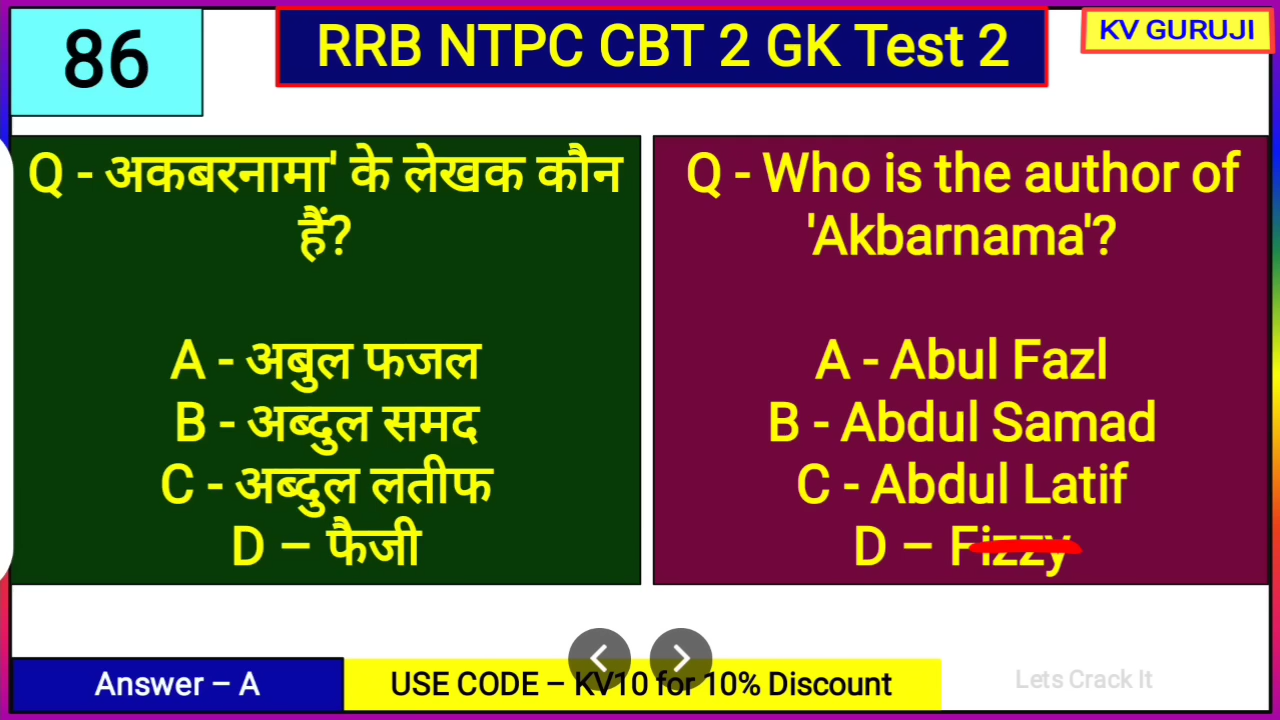 86
RRB NTPC CBT 2 GK Test 2
KV GURUJI
Q - अकबरनामा' के लेखक कौन
हैं?
A - अबुल फजल
B - अब्दुल समद
C - अब्दुल लतीफ
D – फैजी
Q - Who is the author of
'Akbarnama'?
A - Abul Fazl
B - Abdul Samad
C - Abdul Latif
D – Fizzy
Answer – A
USE CODE – KV10 for 10% Discount
Lets Crack It